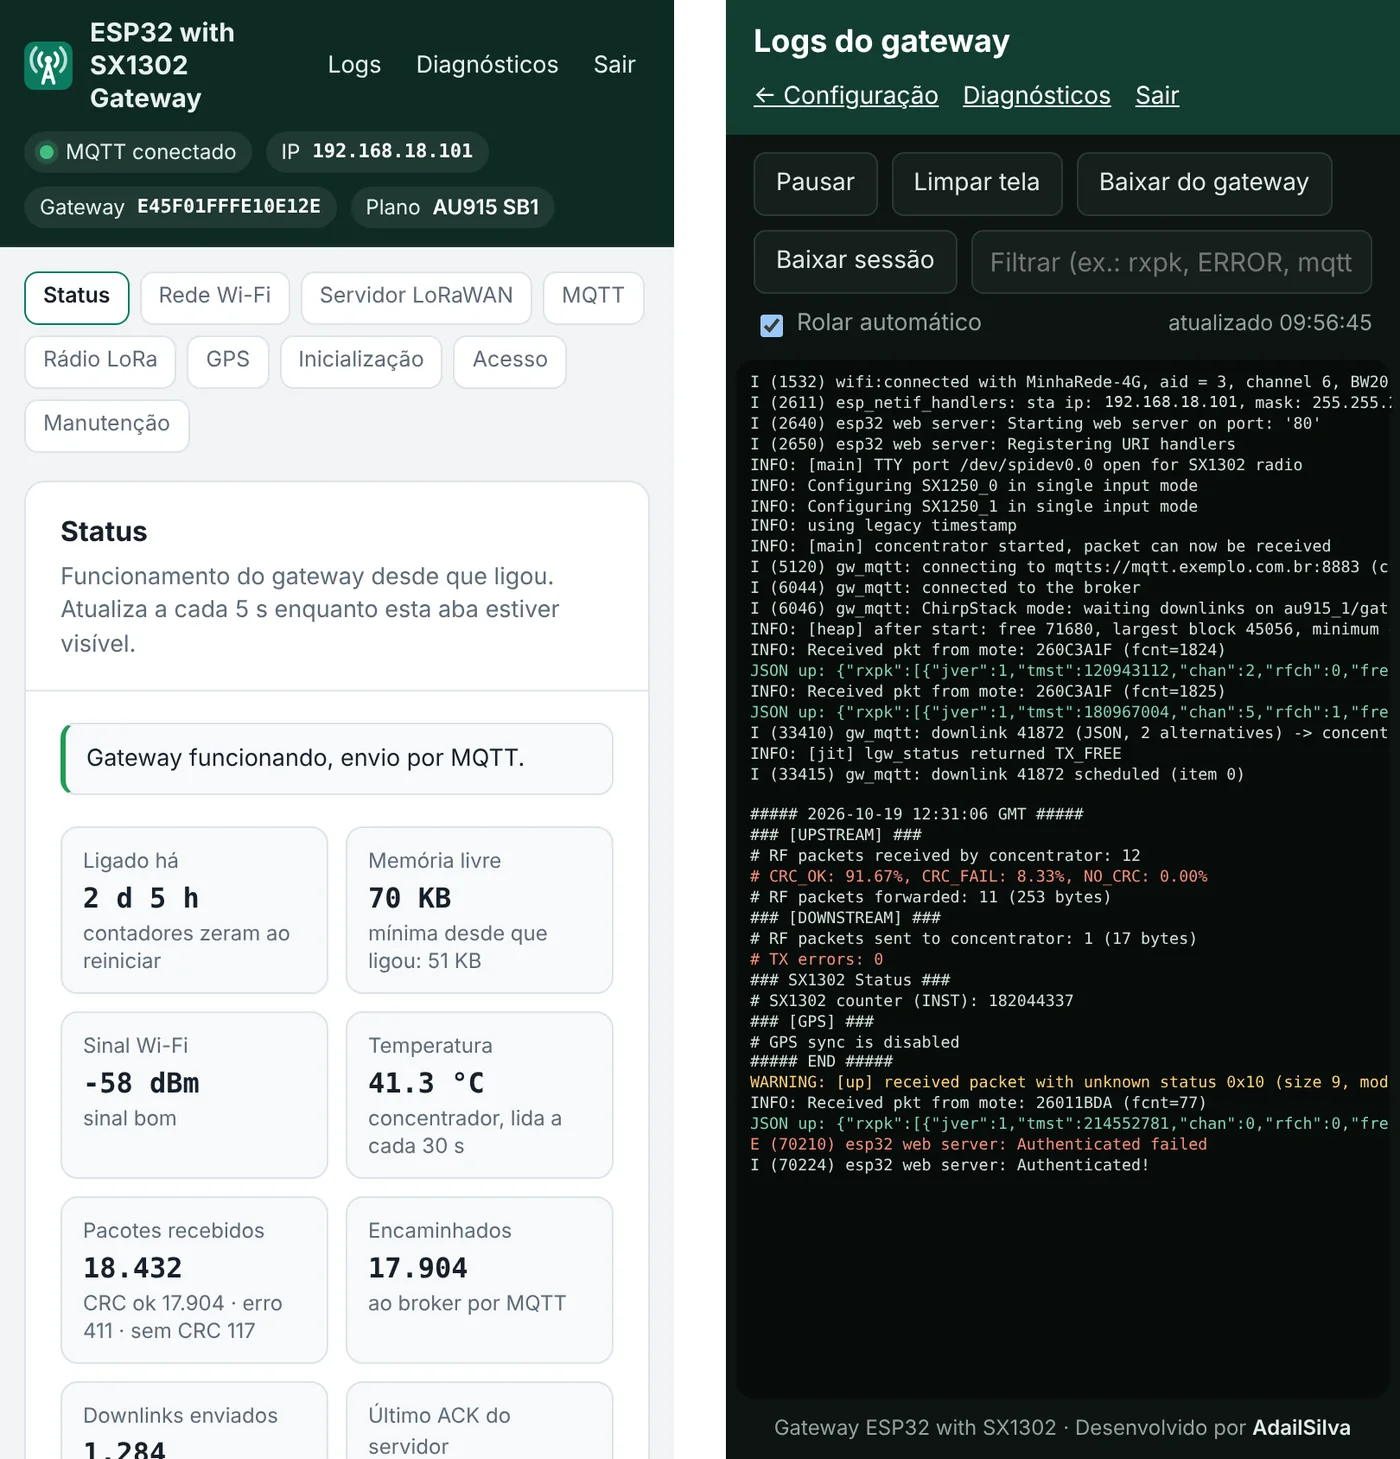 ESP32 with
SX1302
Gateway
Logs
Diagnósticos
Sair
MQTT conectado
IP 192.168.18.101
Gateway E45F01FFFE10E12E
Plano AU915 SB1
Status
Rede Wi-Fi
Servidor LoRaWAN
MQTT
Rádio LoRa
GPS
Inicialização
Acesso
Manutenção
Status
Funcionamento do gateway desde que ligou.
Atualiza a cada 5 s enquanto esta aba estiver
visível.
Gateway funcionando, envio por MQTT.
Ligado há
2 d 5 h
contadores zeram ao
reiniciar
Memória livre
70 KB
mínima desde que
ligou: 51 KB
Sinal Wi-Fi
-58 dBm
sinal bom
Temperatura
41.3 °C
concentrador, lida a
cada 30 s
Pacotes recebidos
18.432
CRC ok 17.904 · erro
411 · sem CRC 117
Encaminhados
17.904
ao broker por MQTT
Downlinks enviados
1.284
Último ACK do
servidor
Logs do gateway
← Configuração
Diagnósticos
Sair
Pausar
Limpar tela
Baixar do gateway
Baixar sessão
Filtrar (ex.: rxpk, ERROR, mqtt
Rolar automático
atualizado 09:56:45
I (1532) wifi:connected with MinhaRede-4G, aid = 3, channel 6, BW20
I (2611) esp_netif_handlers: sta ip: 192.168.18.101, mask: 255.255.
I (2640) esp32 web server: Starting web server on port: '80'
I (2650) esp32 web server: Registering URI handlers
INFO: [main] TTY port /dev/spidev0.0 open for SX1302 radio
INFO: Configuring SX1250_0 in single input mode
INFO: Configuring SX1250_1 in single input mode
INFO: using legacy timestamp
INFO: [main] concentrator started, packet can now be received
I (5120) gw_mqtt: connecting to mqtts://mqtt.exemplo.com.br:8883 (c
I (6044) gw_mqtt: connected to the broker
I (6046) gw_mqtt: ChirpStack mode: waiting downlinks on au915_1/gat
INFO: [heap] after start: free 71680, largest block 45056, minimum
INFO: Received pkt from mote: 260C3A1F (fcnt=1824)
JSON up: {"rxpk":[{"jver":1,"tmst":120943112,"chan":2,"rfch":0,"fre
INFO: Received pkt from mote: 260C3A1F (fcnt=1825)
JSON up: {"rxpk":[{"jver":1,"tmst":180967004,"chan":5,"rfch":1,"fre
I (33410) gw_mqtt: downlink 41872 (JSON, 2 alternatives) -> concent
INFO: [jit] lgw_status returned TX_FREE
I (33415) gw_mqtt: downlink 41872 scheduled (item 0)
##### 2026-10-19 12:31:06 GMT #####
### [UPSTREAM] ###
# RF packets received by concentrator: 12
# CRC_OK: 91.67%, CRC_FAIL: 8.33%, NO_CRC: 0.00%
# RF packets forwarded: 11 (253 bytes)
### [DOWNSTREAM] ###
# RF packets sent to concentrator: 1 (17 bytes)
# TX errors: 0
### SX1302 Status ###
# SX1302 counter (INST): 182044337
### [GPS] ###
# GPS sync is disabled
##### END #####
WARNING: [up] received packet with unknown status 0x10 (size 9, mod
INFO: Received pkt from mote: 26011BDA (fcnt=77)
JSON up: {"rxpk":[{"jver":1,"tmst":214552781,"chan":0,"rfch":0,"fre
E (70210) esp32 web server: Authenticated failed
I (70224) esp32 web server: Authenticated!
Gateway ESP32 with SX1302 · Desenvolvido por AdailSilva